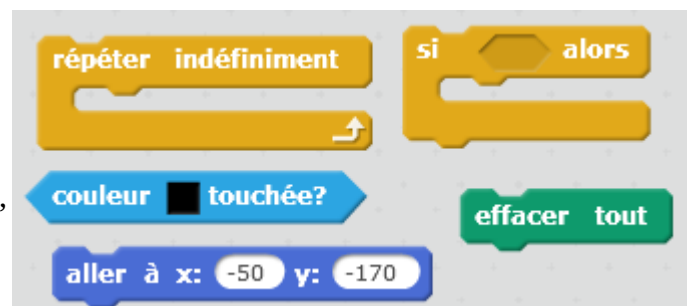 répéter indéfiniment
si alors
couleur touchée?
,
effacer tout
aller à x: -50 y: -170